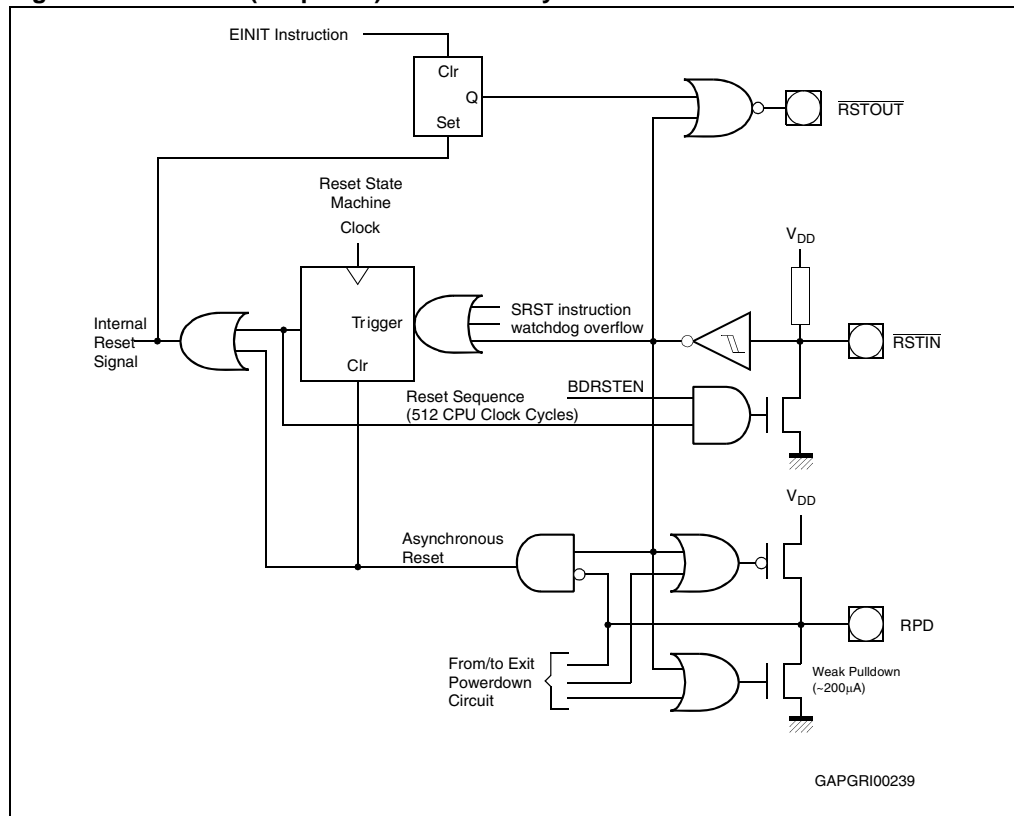 EINIT Instruction
Clr
Q
Set
RSTOUT
Reset State
Machine
Clock
VDD
Internal
Reset
Signal
Trigger
SRST instruction
watchdog overflow
RSTIN
Clr
Reset Sequence
(512 CPU Clock Cycles)
BDRSTEN
VDD
Asynchronous
Reset
RPD
From/to Exit
Powerdown
Circuit
Weak Pulldown
(~200µA)
GAPGRI00239